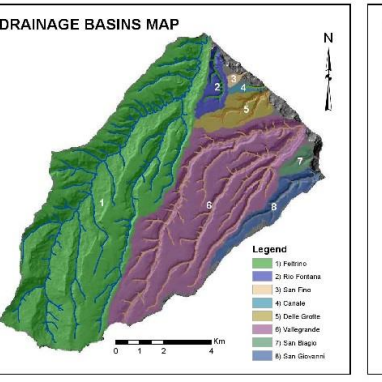 DRAINAGE BASINS MAP
N
2
3
4
5
7
1
6
8
Legend
1) Feltrino
2) Rio Fontana
3) San Fino
4) Canale
5) Delle Grotte
6) Vallegrande
7) San Biagio
8) San Giovanni
Km
0 1 2 4